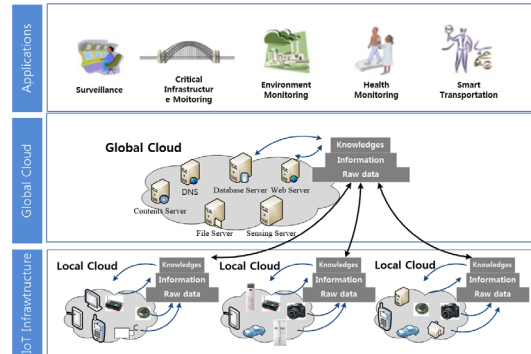 Applications
Surveillance
Critical
Infrastructur
e Moitoring
Environment
Monitoring
Health
Monitoring
Smart
Transportation
Global Cloud
Global Cloud
DNS
Database Server
Web Server
Contents Server
File Server
Sensing Server
Knowledges
Information
Raw data
IoT Infrawtructure
Local Cloud
Knowledges
Information
Raw data
Local Cloud
Knowledges
Information
Raw data
Local Cloud
Knowledges
Information
Raw data